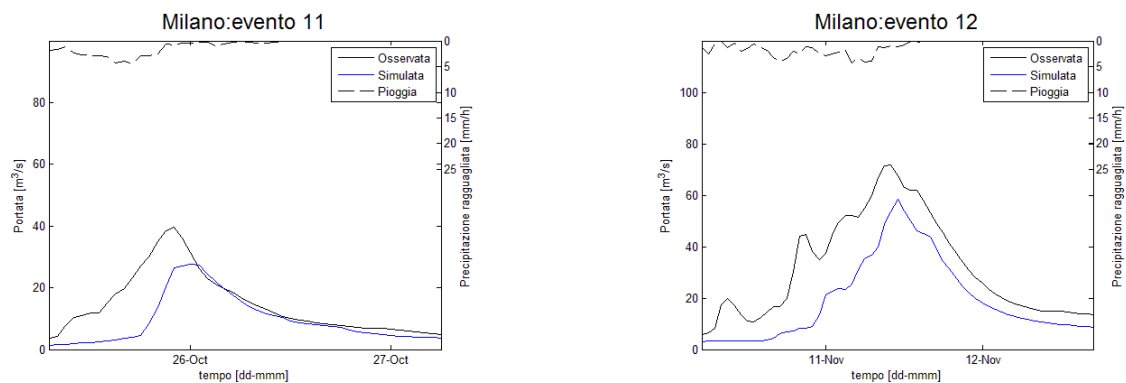 Milano:evento 11
Osservata
Simulata
Pioggia
80
60
40
20
0
Portata [m³/s]
0
5
10
15
20
25
Precipitazione ragguagliata [mm/h]
26-Oct
27-Oct
tempo [dd-mmm]
Milano:evento 12
Osservata
Simulata
Pioggia
100
80
60
40
20
0
Portata [m³/s]
0
5
10
15
20
25
Precipitazione ragguagliata [mm/h]
11-Nov
12-Nov
tempo [dd-mmm]